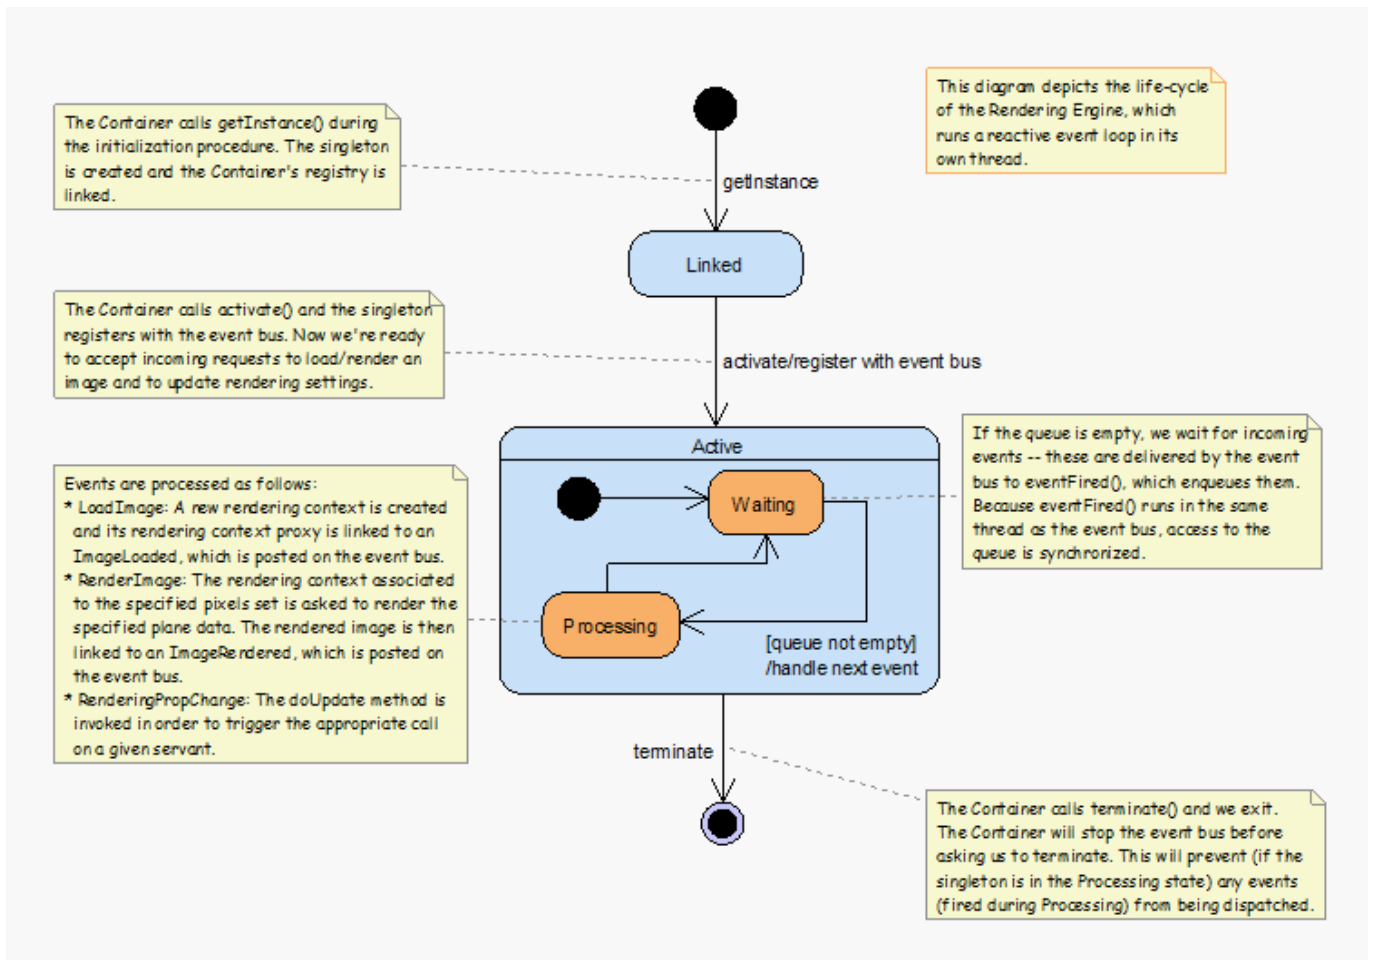 The Container calls getInstance() during
the initialization procedure. The singleton
is created and the Container's registry is
linked.
This diagram depicts the life-cycle
of the Rendering Engine, which
runs a reactive event loop in its
own thread.
getInstance
Linked
The Container calls activate() and the singleton
registers with the event bus. Now we're ready
to accept incoming requests to load/render an
image and to update rendering settings.
activate/register with event bus
Active
Waiting
If the queue is empty, we wait for incoming
events -- these are delivered by the event
bus to eventFired(), which enqueues them.
Because eventFired() runs in the same
thread as the event bus, access to the
queue is synchronized.
Events are processed as follows:
* LoadImage: A new rendering context is created
and its rendering context proxy is linked to an
ImageLoaded, which is posted on the event bus.
* RenderImage: The rendering context associated
to the specified pixels set is asked to render the
specified plane data. The rendered image is then
linked to an ImageRendered, which is posted on
the event bus.
* RenderingPropChange: The doUpdate method is
invoked in order to trigger the appropriate call
on a given servant.
Processing
[queue not empty]
/handle next event
terminate
The Container calls terminate() and we exit.
The Container will stop the event bus before
asking us to terminate. This will prevent (if the
singleton is in the Processing state) any events
(fired during Processing) from being dispatched.